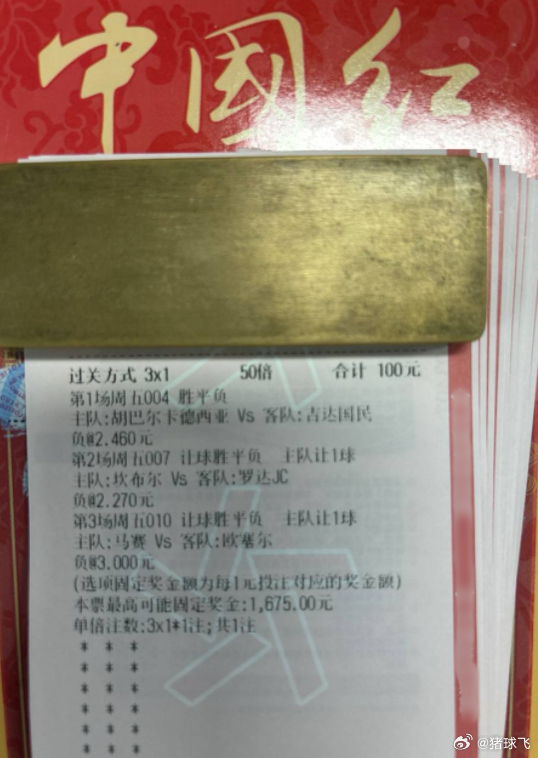 中国红
过关方式 3x1 50倍 合计 100元
第1场周五004 胜平负
主队:胡巴尔卡德西亚 Vs 客队:吉达国民
负@2.460元
第2场周五007 让球胜平负 主队让1球
主队:坎布尔 Vs 客队:罗达JC
负@2.270元
第3场周五010 让球胜平负 主队让1球
主队:马赛 Vs 客队:欧塞尔
负@3.000元
(选项固定奖金额为每1元投注对应的奖金额)
本票最高可能固定奖金:1,675.00元
单倍注数:3x1*1注;共1注
* * *
* * *
* * *
* * *
* * *
* * *
@猪球飞